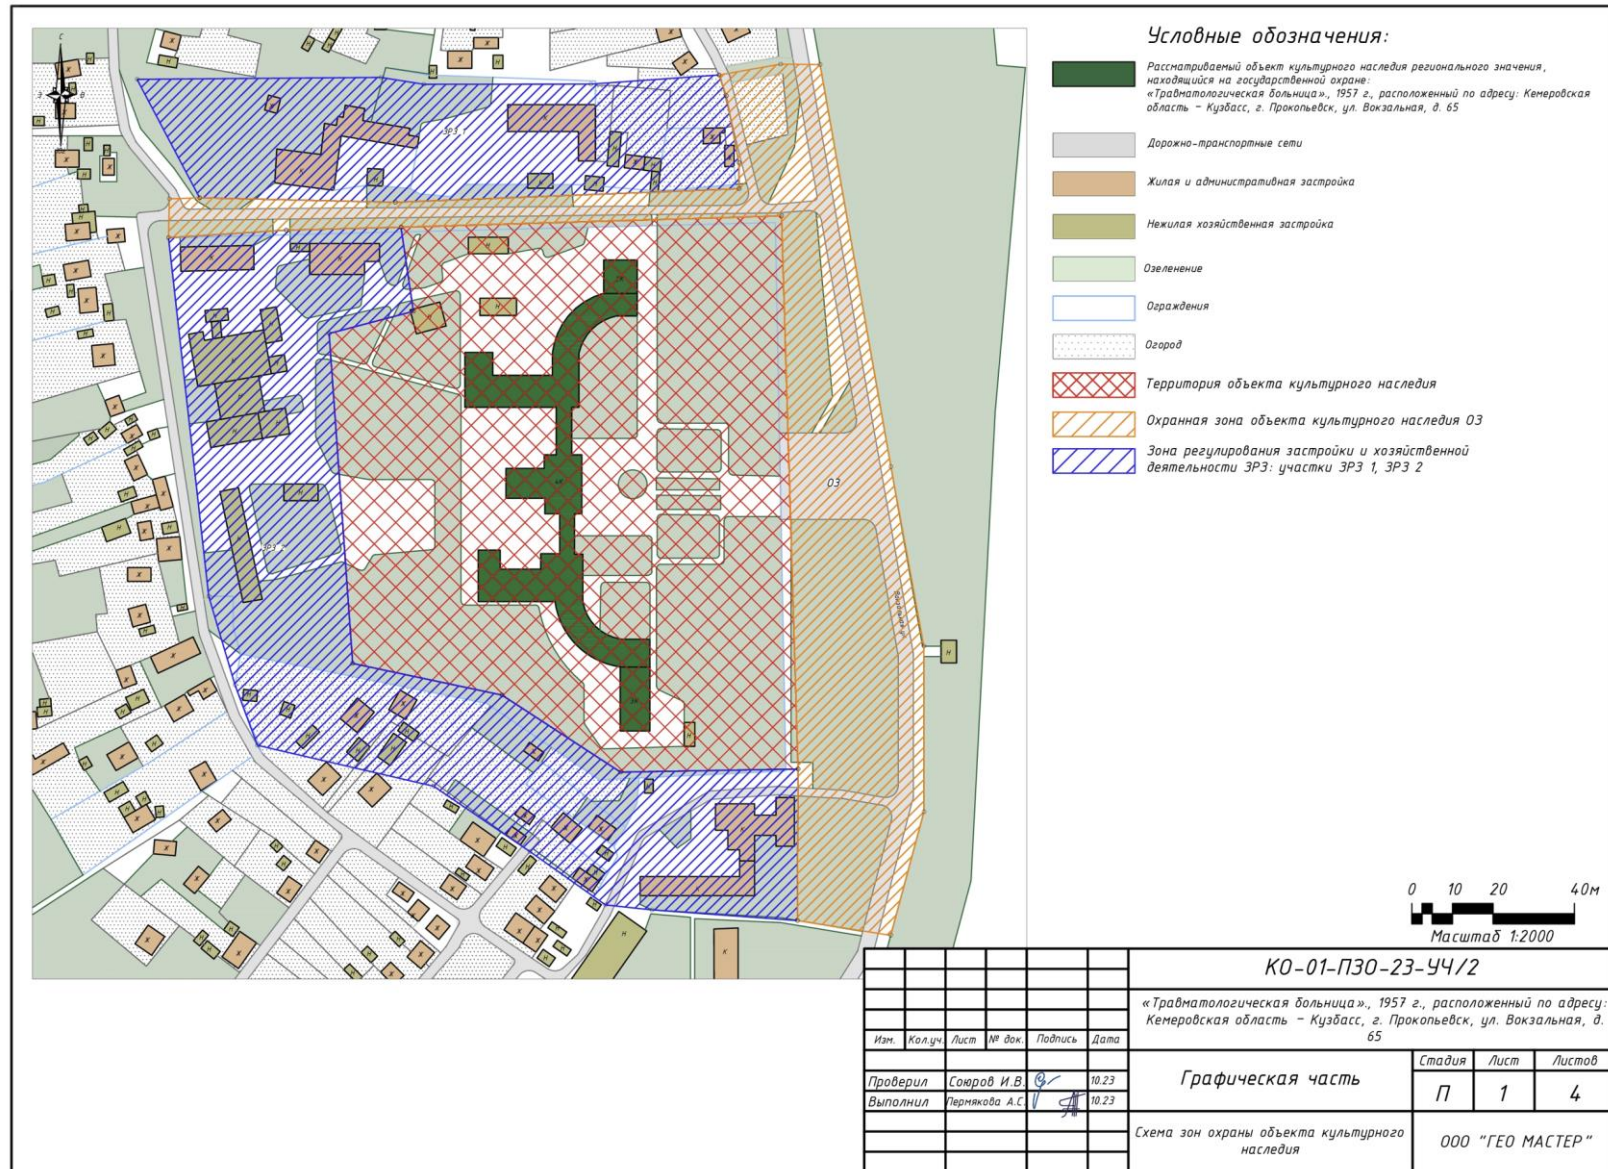 Условные обозначения:
Рассматриваемый объект культурного наследия регионального значения,
находящийся на государственной охране:
«Травматологическая больница»., 1957 г., расположенный по адресу: Кемеровская
область - Кузбасс, г. Прокопьевск, ул. Вокзальная, д. 65
Дорожно-транспортные сети
Жилая и административная застройка
Нежилая хозяйственная застройка
Озеленение
Ограждения
Огород
Территория объекта культурного наследия
Охранная зона объекта культурного наследия ОЗ
Зона регулирования застройки и хозяйственной
деятельности ЗРЗ: участки ЗРЗ 1, ЗРЗ 2
С
З
В
ЗРЗ 1
ОЗ
ЗРЗ 2
0 10 20 40м
Масштаб 1:2000
КО-01-ПЗО-23-УЧ/2
«Травматологическая больница»., 1957 г., расположенный по адресу:
Кемеровская область - Кузбасс, г. Прокопьевск, ул. Вокзальная, д.
65
Изм. Кол.уч. Лист № док. Подпись Дата
Проверил Сокров И.В. 10.23
Выполнил Пермякова А.С. 10.23
Графическая часть
Стадия Лист Листов
П 1 4
Схема зон охраны объекта культурного
наследия
ООО "ГЕО МАСТЕР"